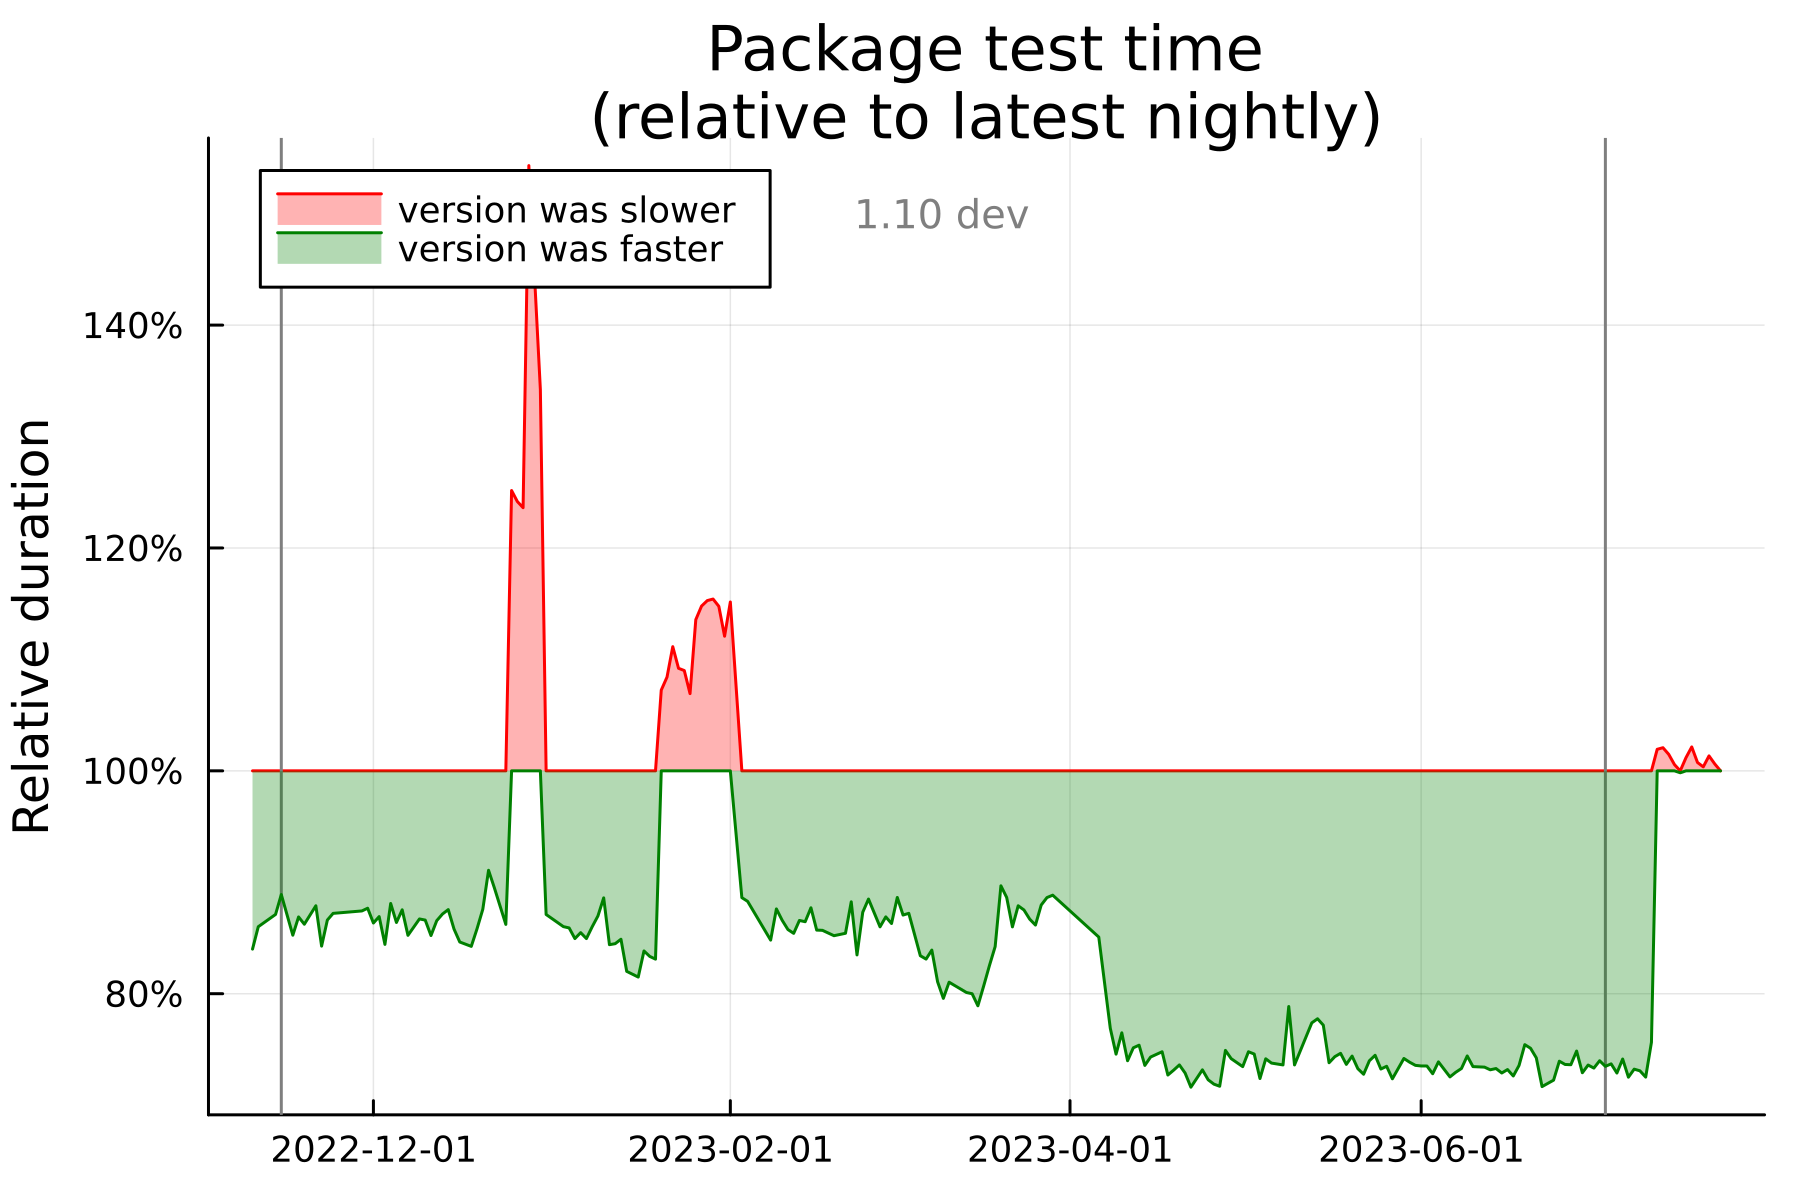 Package test time
(relative to latest nightly)
version was slower
version was faster
1.10 dev
Relative duration
140%
120%
100%
80%
2022-12-01
2023-02-01
2023-04-01
2023-06-01